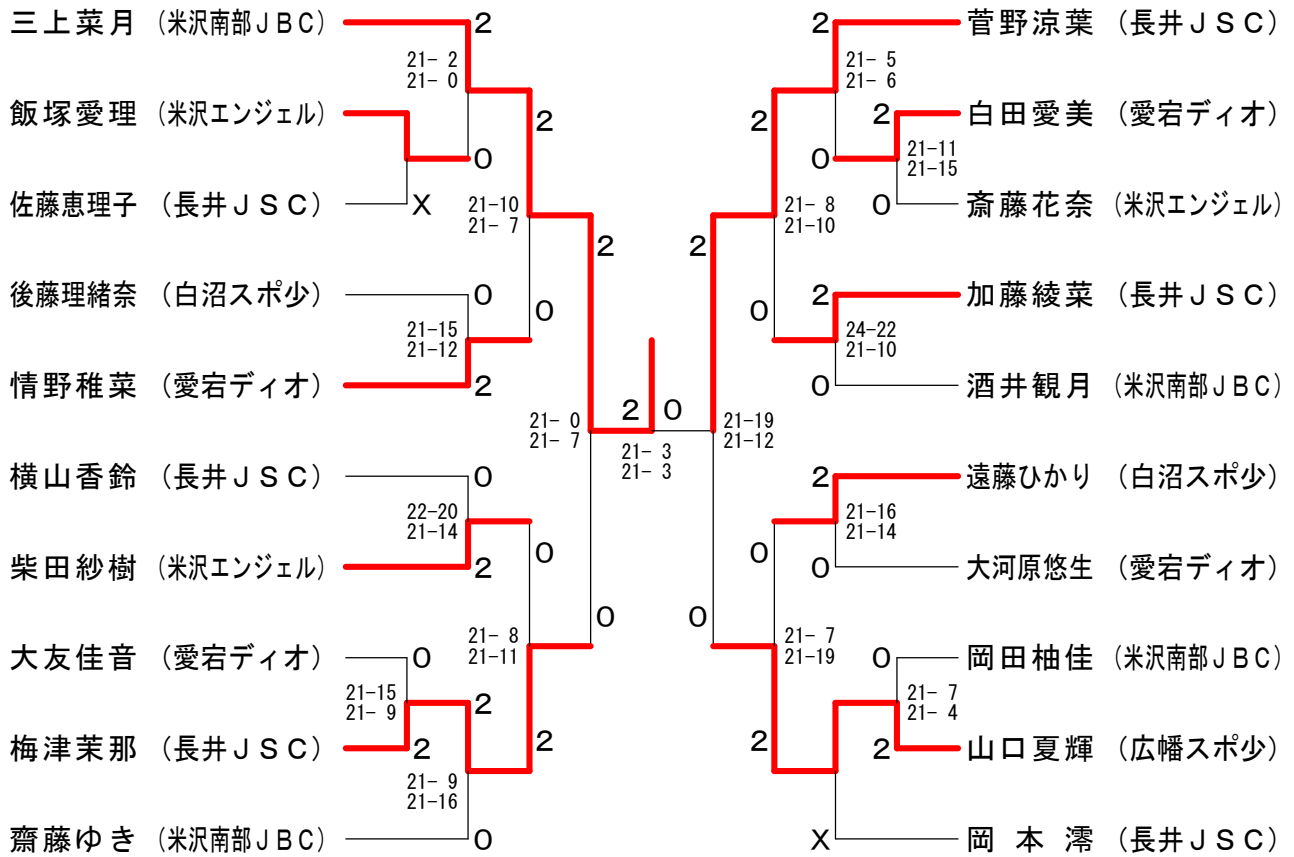 三上菜月 (米沢南部ＪＢＣ) 2
2 菅野涼葉 (長井ＪＳＣ)
21- 2
21- 0
21- 5
21- 6
飯塚愛理 (米沢エンジェル)
2
2
2 白田愛美 (愛宕ディオ)
0
0
21-11
21-15
佐藤恵理子 (長井ＪＳＣ) X
21-10
21- 7
21- 8
21-10
0 斎藤花奈 (米沢エンジェル)
2
2
後藤理緒奈 (白沼スポ少) 0
0
0
2 加藤綾菜 (長井ＪＳＣ)
21-15
21-12
24-22
21-10
情野稚菜 (愛宕ディオ) 2
0 酒井観月 (米沢南部ＪＢＣ)
21- 0
21- 7
2 0
21- 3
21- 3
21-19
21-12
横山香鈴 (長井ＪＳＣ) 0
2 遠藤ひかり (白沼スポ少)
22-20
21-14
21-16
21-14
柴田紗樹 (米沢エンジェル) 2
0
0
0 大河原悠生 (愛宕ディオ)
0
0
21- 8
21-11
21- 7
21-19
大友佳音 (愛宕ディオ) 0
0 岡田柚佳 (米沢南部ＪＢＣ)
21-15
21- 9
2
21- 7
21- 4
梅津茉那 (長井ＪＳＣ) 2
2
2
2 山口夏輝 (広幡スポ少)
21- 9
21-16
齋藤ゆき (米沢南部ＪＢＣ) 0
X 岡本澪 (長井ＪＳＣ)